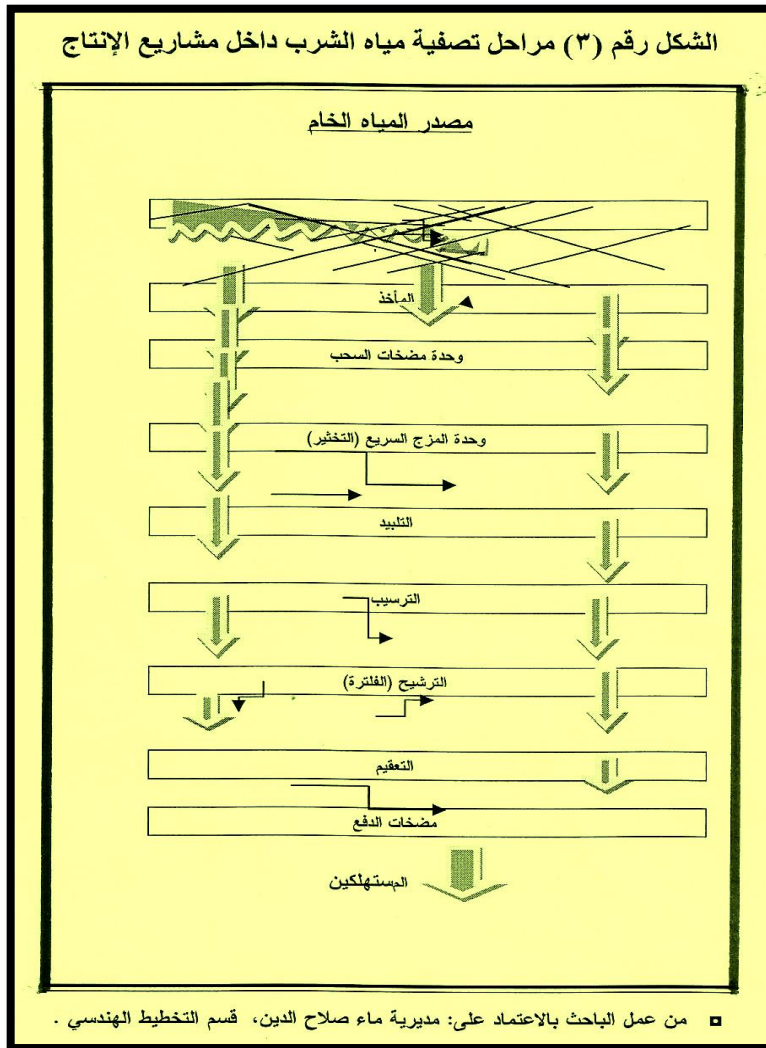 الشكل رقم (٣) مراحل تصفية مياه الشرب داخل مشاريع الإنتاج
مصدر المياه الخام
المأخذ
وحدة مضخات السحب
وحدة المزج السريع (التخثير)
التلبيد
الترسيب
الترشيح (الفلترة)
التعقيم
مضخات الدفع
المستهلكين
من عمل الباحث بالاعتماد على: مديرية ماء صلاح الدين، قسم التخطيط الهندسي .